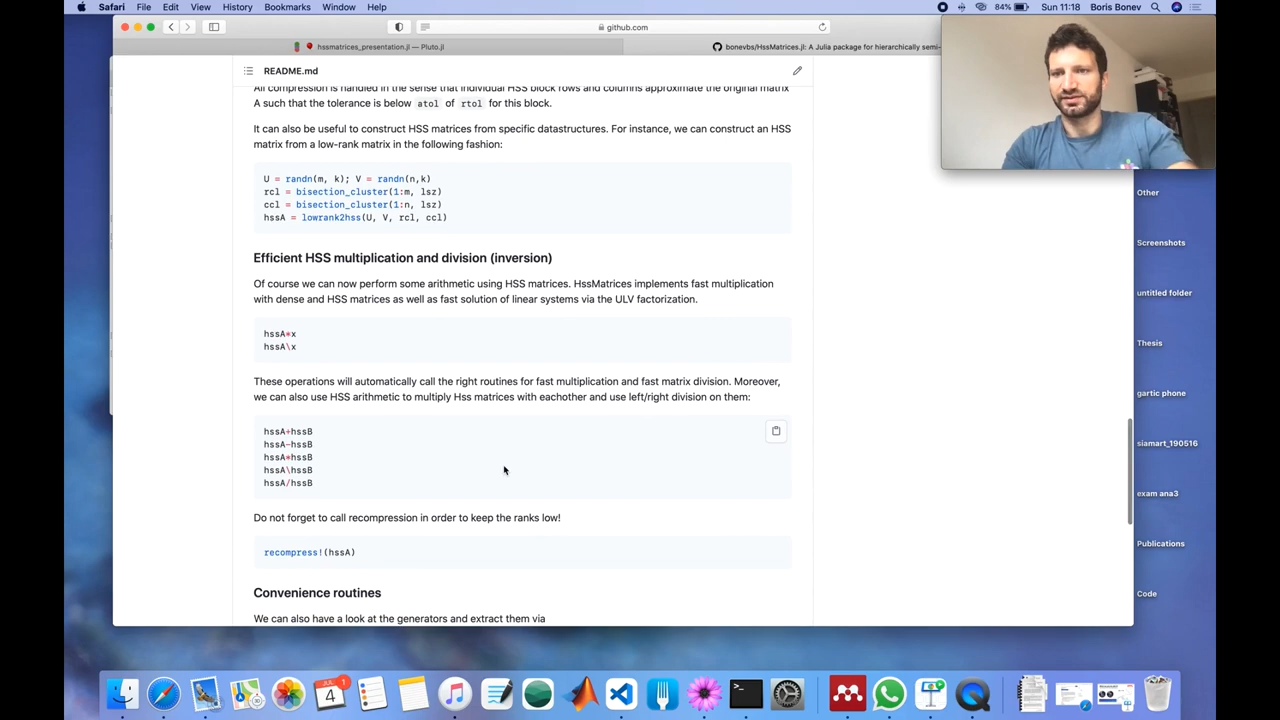 Safari File Edit View History Bookmarks Window Help
84% Sun 11:18 Boris Bonev
github.com
hssmatrices_presentation.jl — Pluto.jl
bonevbs/HssMatrices.jl: A Julia package for hierarchically semi-
README.md
All compression is handled in the sense that individual HSS block rows and columns approximate the original matrix
A such that the tolerance is below atol of rtol for this block.
It can also be useful to construct HSS matrices from specific datastructures. For instance, we can construct an HSS
matrix from a low-rank matrix in the following fashion:
U = randn(m, k); V = randn(n,k)
rcl = bisection_cluster(1:m, lsz)
ccl = bisection_cluster(1:n, lsz)
hssA = lowrank2hss(U, V, rcl, ccl)
Efficient HSS multiplication and division (inversion)
Of course we can now perform some arithmetic using HSS matrices. HssMatrices implements fast multiplication
with dense and HSS matrices as well as fast solution of linear systems via the ULV factorization.
hssA*x
hssA\x
These operations will automatically call the right routines for fast multiplication and fast matrix division. Moreover,
we can also use HSS arithmetic to multiply Hss matrices with eachother and use left/right division on them:
hssA+hssB
hssA-hssB
hssA*hssB
hssA\hssB
hssA/hssB
Do not forget to call recompression in order to keep the ranks low!
recompress!(hssA)
Convenience routines
We can also have a look at the generators and extract them via
Other
Screenshots
untitled folder
Thesis
gartic phone
siamart_190516
exam ana3
Publications
Code
4
1